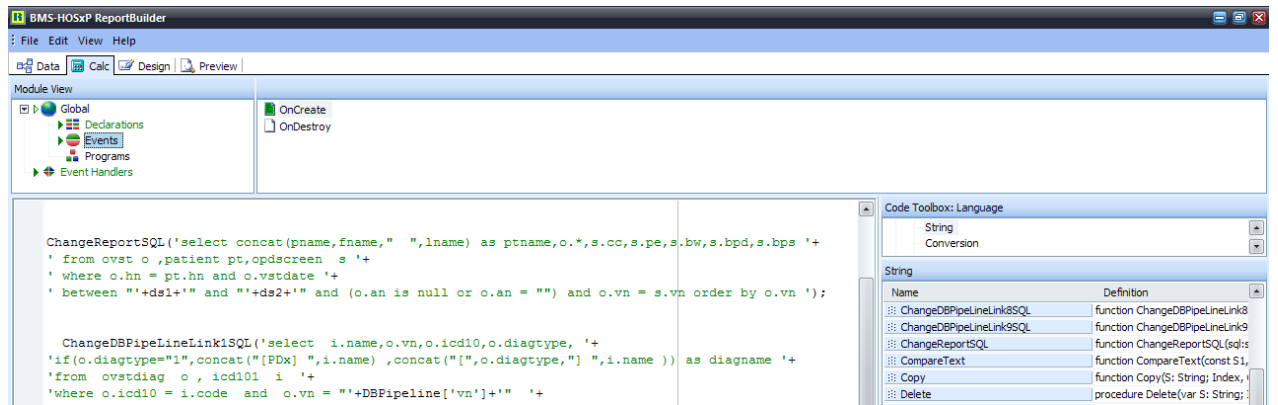 BMS-HOSxP ReportBuilder
File Edit View Help
Data Calc Design Preview
Module View
Global
Declarations
Events
Programs
Event Handlers
OnCreate
OnDestroy
ChangeReportSQL('select concat(pname,fname,"  ",lname) as ptname,o.*,s.cc,s.pe,s.bw,s.bpd,s.bps '+
' from ovst o ,patient pt,opdscreen  s '+
' where o.hn = pt.hn and o.vstdate '+
' between "'+ds1+'" and "'+ds2+'" and (o.an is null or o.an = "") and o.vn = s.vn order by o.vn ');
ChangeDBPipeLineLink1SQL('select  i.name,o.vn,o.icd10,o.diagtype, '+
'if(o.diagtype="1",concat("[PDx] ",i.name) ,concat("[",o.diagtype,"] ",i.name )) as diagname '+
'from  ovstdiag  o , icd101  i  '+
'where o.icd10 = i.code  and  o.vn = "'+DBPipeline['vn']+'"  '+
Code Toolbox: Language
String
Conversion
String
Name Definition
ChangeDBPipeLineLink8SQL function ChangeDBPipeLineLink8
ChangeDBPipeLineLink9SQL function ChangeDBPipeLineLink9
ChangeReportSQL function ChangeReportSQL(sql:s
CompareText function CompareText(const S1,
Copy function Copy(S: String; Index,
Delete procedure Delete(var S: String;